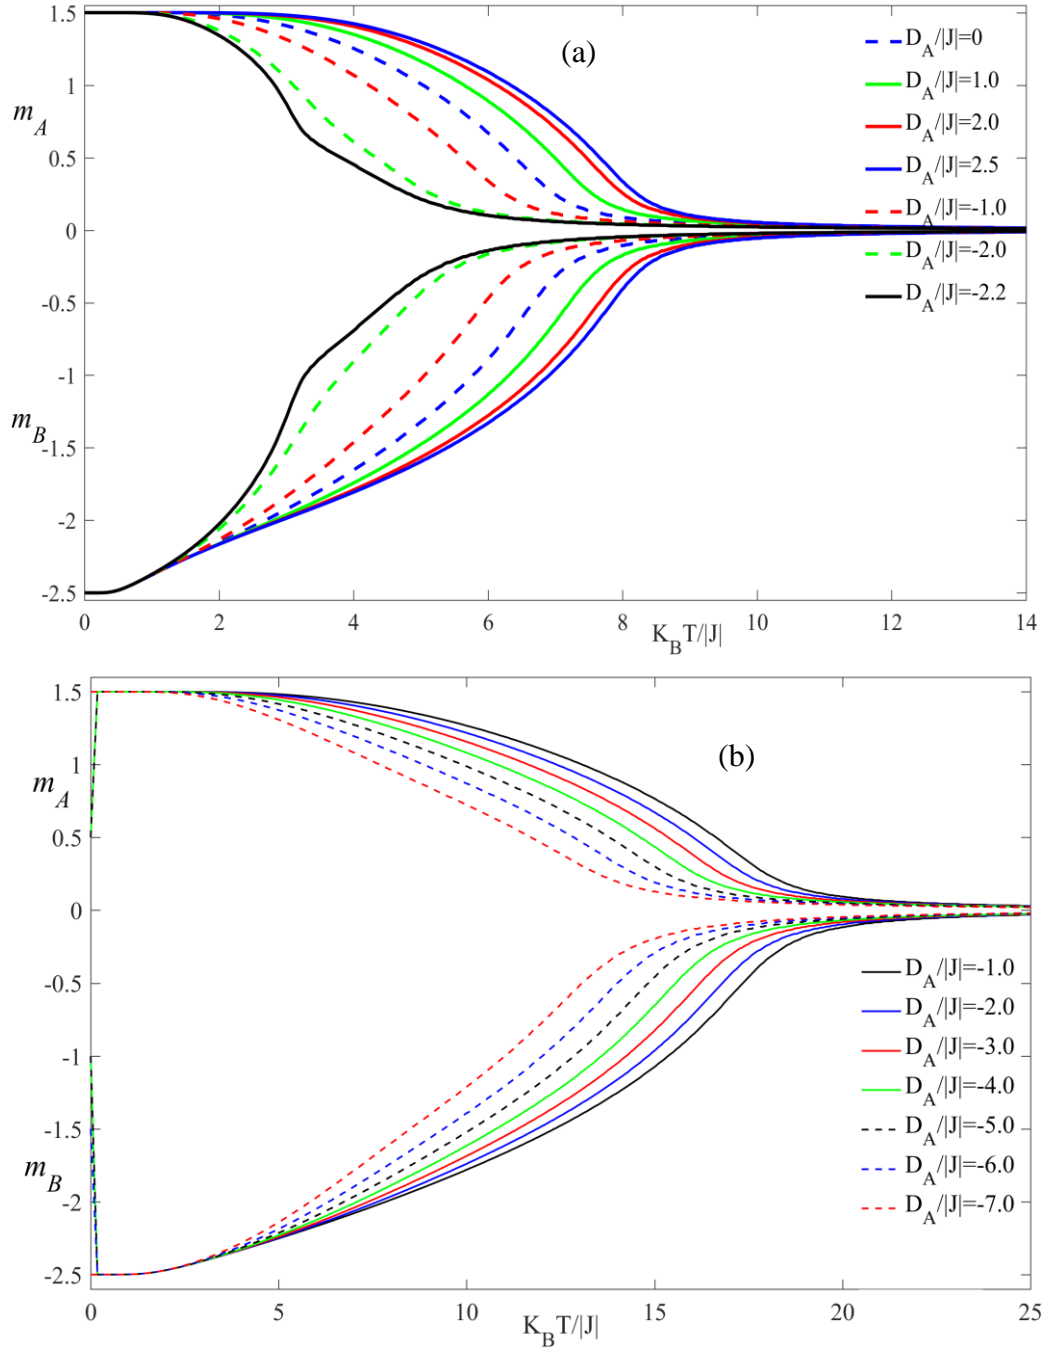 (a)
1.5
1
0.5
0
-0.5
-1
-1.5
-2
-2.5
m_A
m_B
D_A/|J|=0
D_A/|J|=1.0
D_A/|J|=2.0
D_A/|J|=2.5
D_A/|J|=-1.0
D_A/|J|=-2.0
D_A/|J|=-2.2
0 2 4 6 8 10 12 14
K_BT/|J|
(b)
1.5
1
0.5
0
-0.5
-1
-1.5
-2
-2.5
m_A
m_B
D_A/|J|=-1.0
D_A/|J|=-2.0
D_A/|J|=-3.0
D_A/|J|=-4.0
D_A/|J|=-5.0
D_A/|J|=-6.0
D_A/|J|=-7.0
0 5 10 15 20 25
K_BT/|J|